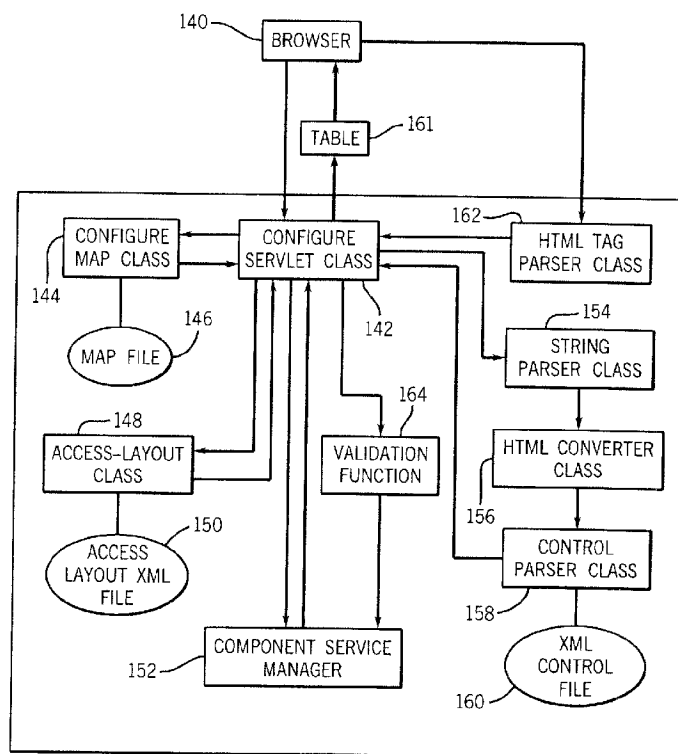 140
BROWSER
161
TABLE
162
CONFIGURE
MAP CLASS
144
CONFIGURE
SERVLET CLASS
142
HTML TAG
PARSER CLASS
146
MAP FILE
154
STRING
PARSER CLASS
148
ACCESS-LAYOUT
CLASS
164
VALIDATION
FUNCTION
HTML CONVERTER
CLASS
156
150
ACCESS
LAYOUT XML
FILE
CONTROL
PARSER CLASS
158
152
COMPONENT SERVICE
MANAGER
XML
CONTROL
FILE
160